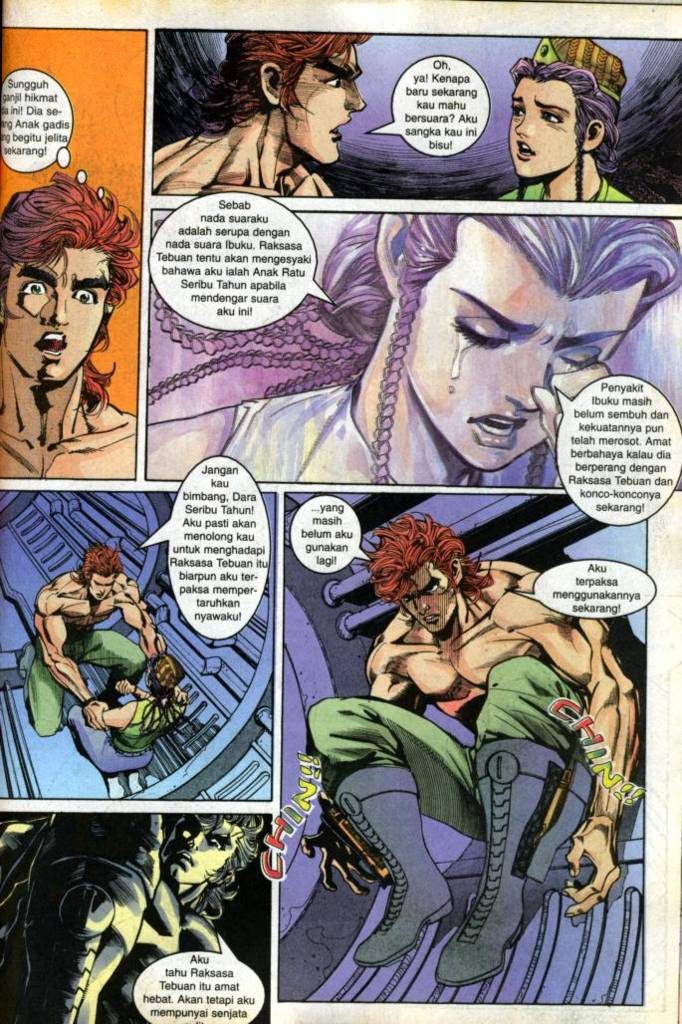 Sungguh
ganjil hikmat
ini! Dia se-
Anak gadis
begitu jelita
sekarang!
Oh,
ya! Kenapa
baru sekarang
kau mahu
bersuara? Aku
sangka kau ini
bisu!
Sebab
nada suaraku
adalah serupa dengan
nada suara Ibuku. Raksasa
Tebuan tentu akan mengesyaki
bahawa aku ialah Anak Ratu
Seribu Tahun apabila
mendengar suara
aku ini!
Penyakit
Ibuku masih
belum sembuh dan
kekuatannya pun
telah merosot. Amat
berbahaya kalau dia
berperang dengan
Raksasa Tebuan dan
konco-konconya
sekarang!
Jangan
kau
bimbang, Dara
Seribu Tahun!
Aku pasti akan
menolong kau
untuk menghadapi
Raksasa Tebuan itu
biarpun aku ter-
paksa memper-
taruhkan
nyawaku!
Aku
tahu Raksasa
Tebuan itu amat
hebat. Akan tetapi aku
mempunyai senjata
...yang
masih
belum aku
gunakan
lagi!
Aku
terpaksa
menggunakannya
sekarang!
CHIN!!
CHIN!!